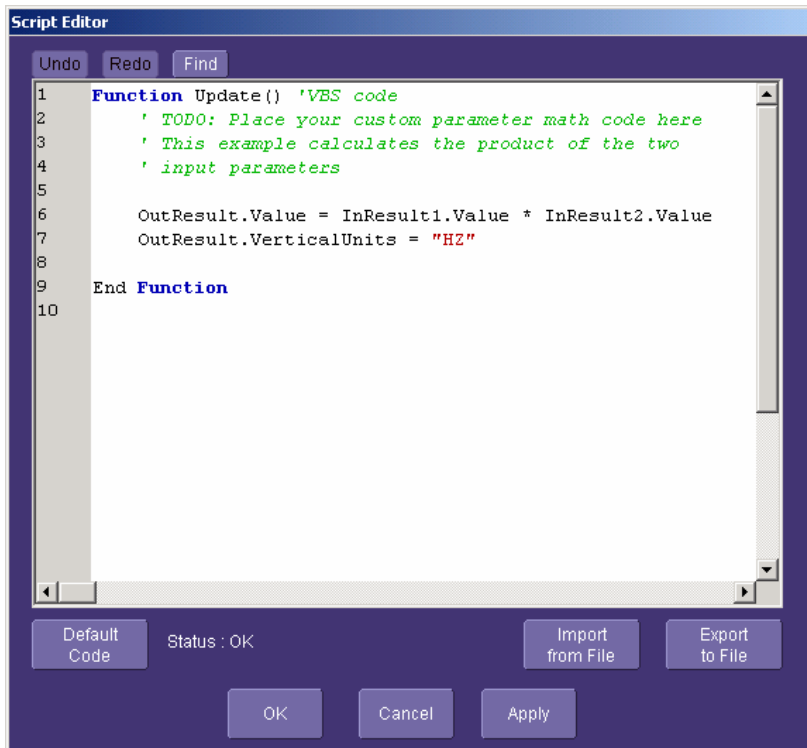 Script Editor
Undo Redo Find
1 Function Update() 'VBS code
2 ' TODO: Place your custom parameter math code here
3 ' This example calculates the product of the two
4 ' input parameters
5
6 OutResult.Value = InResult1.Value * InResult2.Value
7 OutResult.VerticalUnits = "HZ"
8
9 End Function
10
Default Code Status : OK Import from File Export to File
OK Cancel Apply